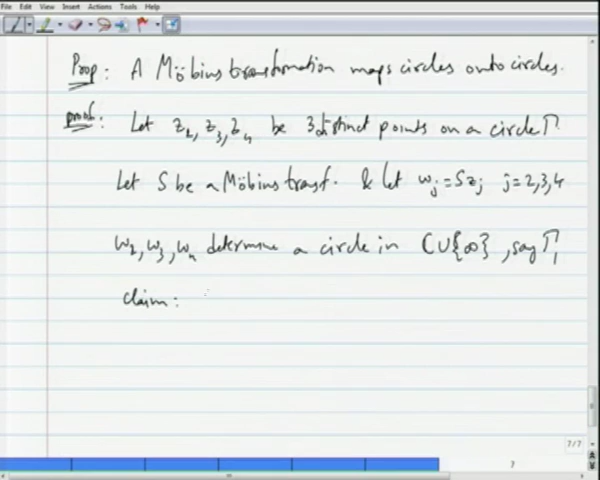 File Edit View Insert Actions Tools Help
Prop: A Möbius transformation maps circles onto circles.
proof: Let z₂, z₃, z₄ be 3 distinct points on a circle Γ
Let S be a Möbius transf. & let wⱼ = Szⱼ j = 2,3,4
w₂, w₃, w₄ determine a circle in ℂ∪{∞}, say Γ₁
claim:
7/7
7